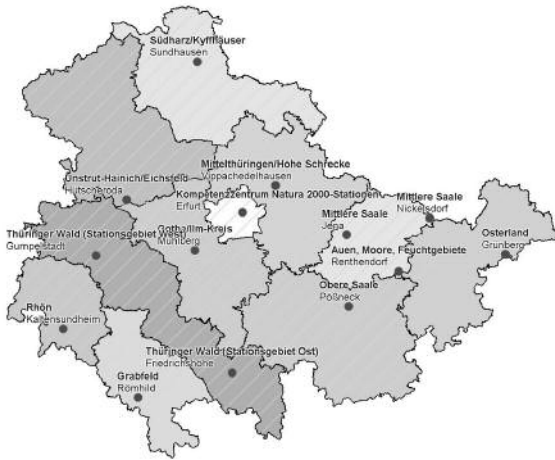 Südharz/Kyffhäuser
Sundhausen
Mittelthüringen/Hohe Schrecke
Vippachedelhausen
Unstrut-Hainich/Eichsfeld
Hütscheroda
Kompetenzzentrum Natura 2000-Stationen
Erfurt
Mittlere Saale
Nickelsdorf
Mittlere Saale
Jena
Thüringer Wald (Stationsgebiet West)
Gumpelstadt
Gotha/Ilm-Kreis
Mühlberg
Auen, Moore, Feuchtgebiete
Renthendorf
Osterland
Grünberg
Obere Saale
Pößneck
Rhön
Kaltensundheim
Thüringer Wald (Stationsgebiet Ost)
Friedrichshöhe
Grabfeld
Römhild